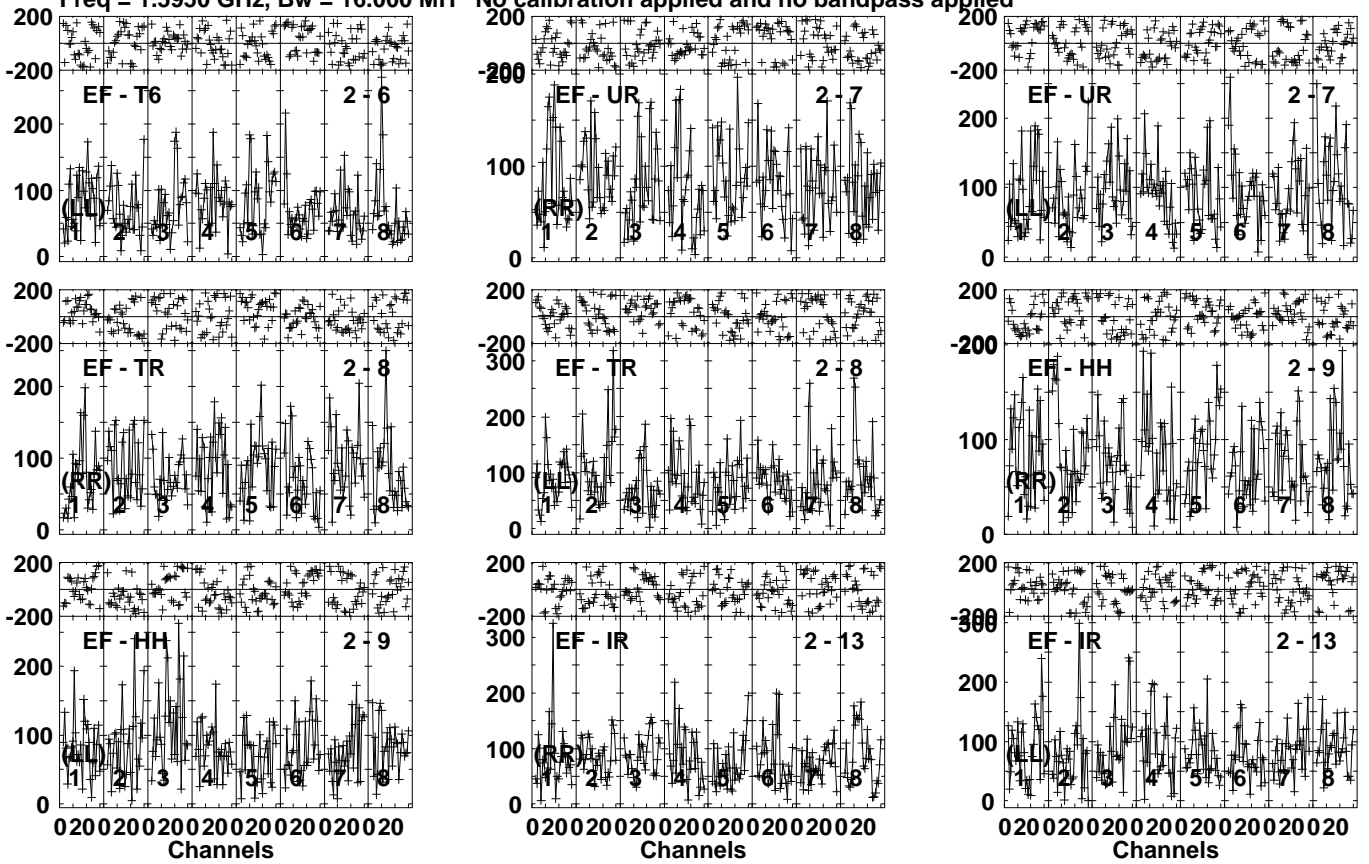 Freq = 1.5950 GHz, Bw = 16.000 MH No calibration applied and no bandpass applied
200 200 200
-200 -200 -200
EF - T6 2 - 6 EF - UR 2 - 7 EF - UR 2 - 7
200 200 200
100 100 100
(LL) (RR) (LL)
1 2 3 4 5 6 7 8 1 2 3 4 5 6 7 8 1 2 3 4 5 6 7 8
0 0 0
200 200 200
-200 -200 -200
EF - TR 2 - 8 EF - TR 2 - 8 EF - HH 2 - 9
300 200
200 200
100 100 100
(RR) (LL) (RR)
1 2 3 4 5 6 7 8 1 2 3 4 5 6 7 8 1 2 3 4 5 6 7 8
0 0 0
200 200 200
-200 -200 -200
EF - HH 2 - 9 EF - IR 2 - 13 EF - IR 2 - 13
300 300
200 200 200
100 100 100
(LL) (RR) (LL)
1 2 3 4 5 6 7 8 1 2 3 4 5 6 7 8 1 2 3 4 5 6 7 8
0 0 0
0 20 0 20 0 20 0 20 0 20 0 20 0 20 0 20 0 20 0 20 0 20 0 20 0 20 0 20 0 20 0 20 0 20 0 20 0 20 0 20 0 20 0 20 0 20 0 20
Channels Channels Channels